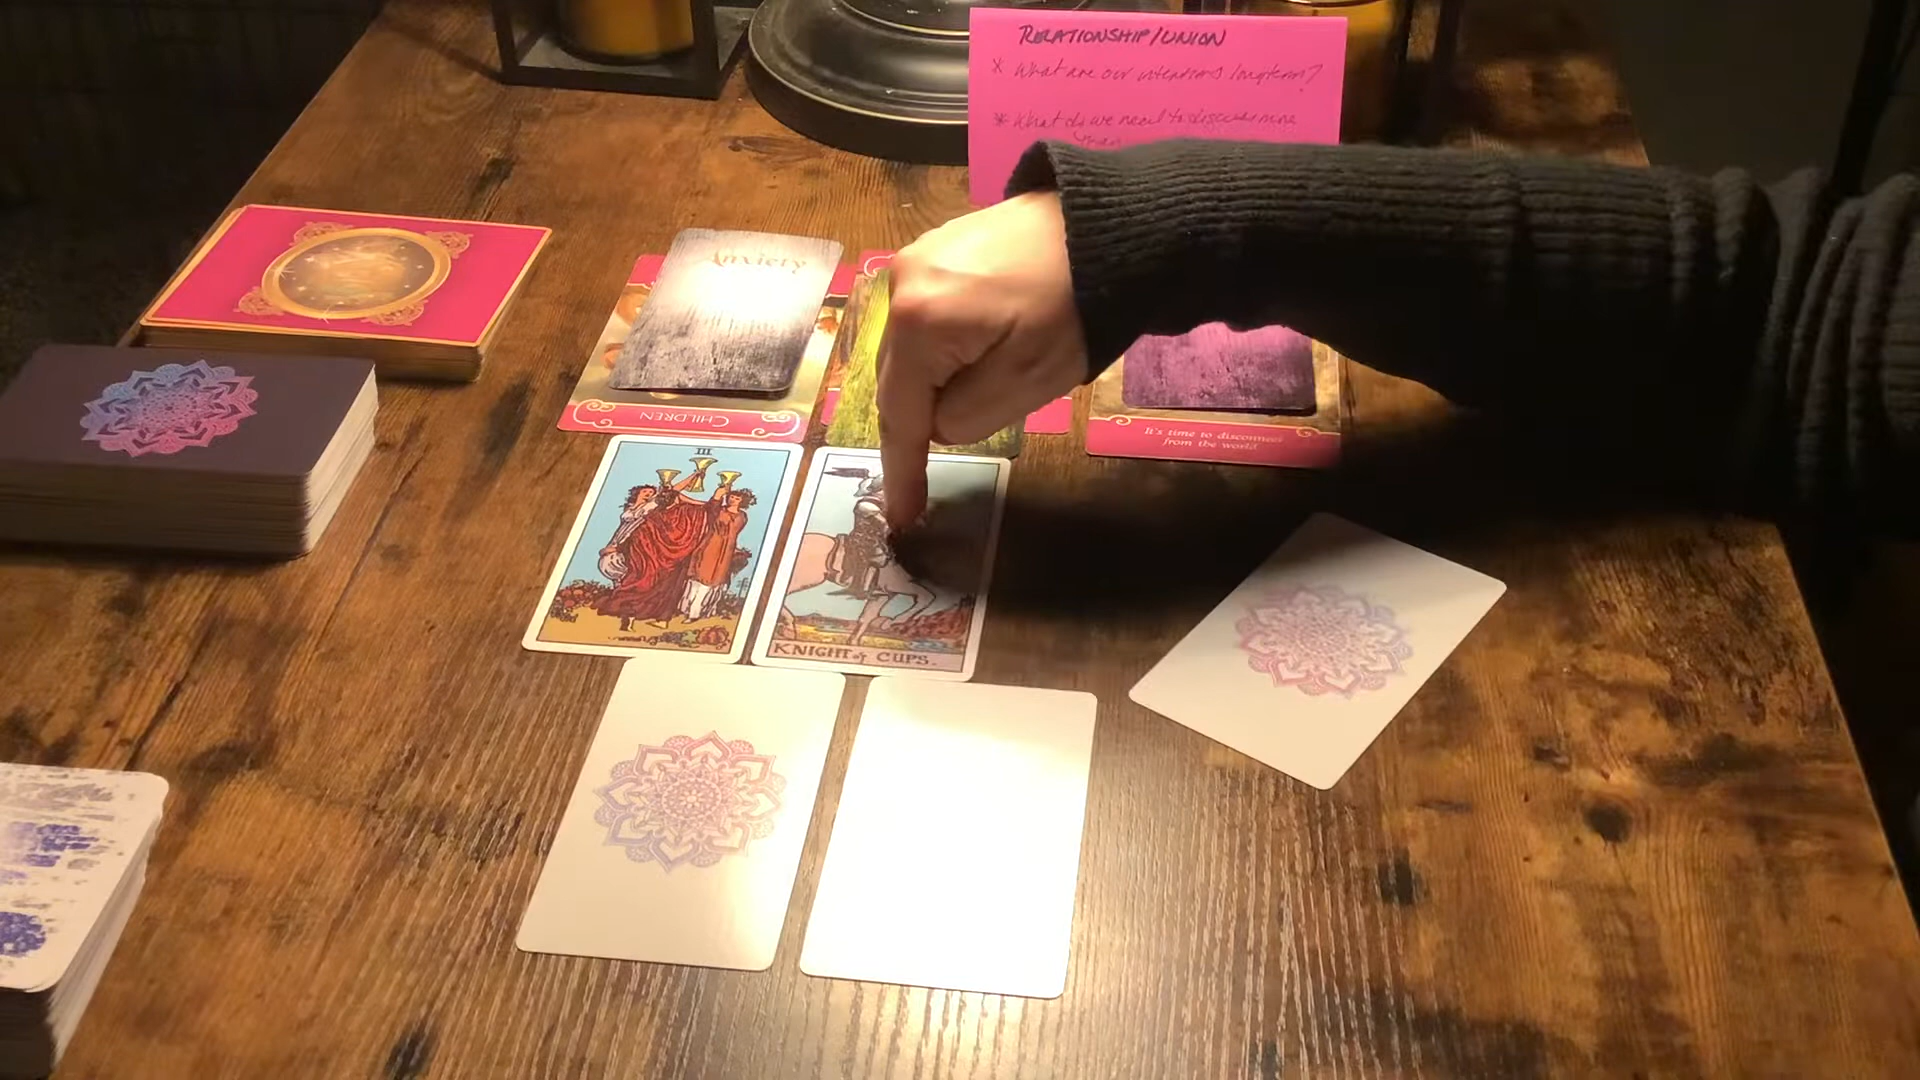 RELATIONSHIP/UNION
* What are our intentions longterm?
* What do we need to discuss more
Anxiety
CHILDREN
It's time to disconnect
from the world
III
KNIGHT of CUPS.